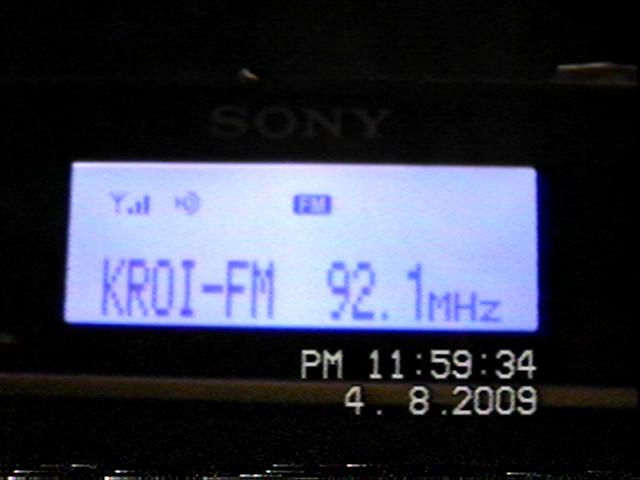 SONY
FM
KROI-FM 92.1MHz
PM 11:59:34
4. 8.2009